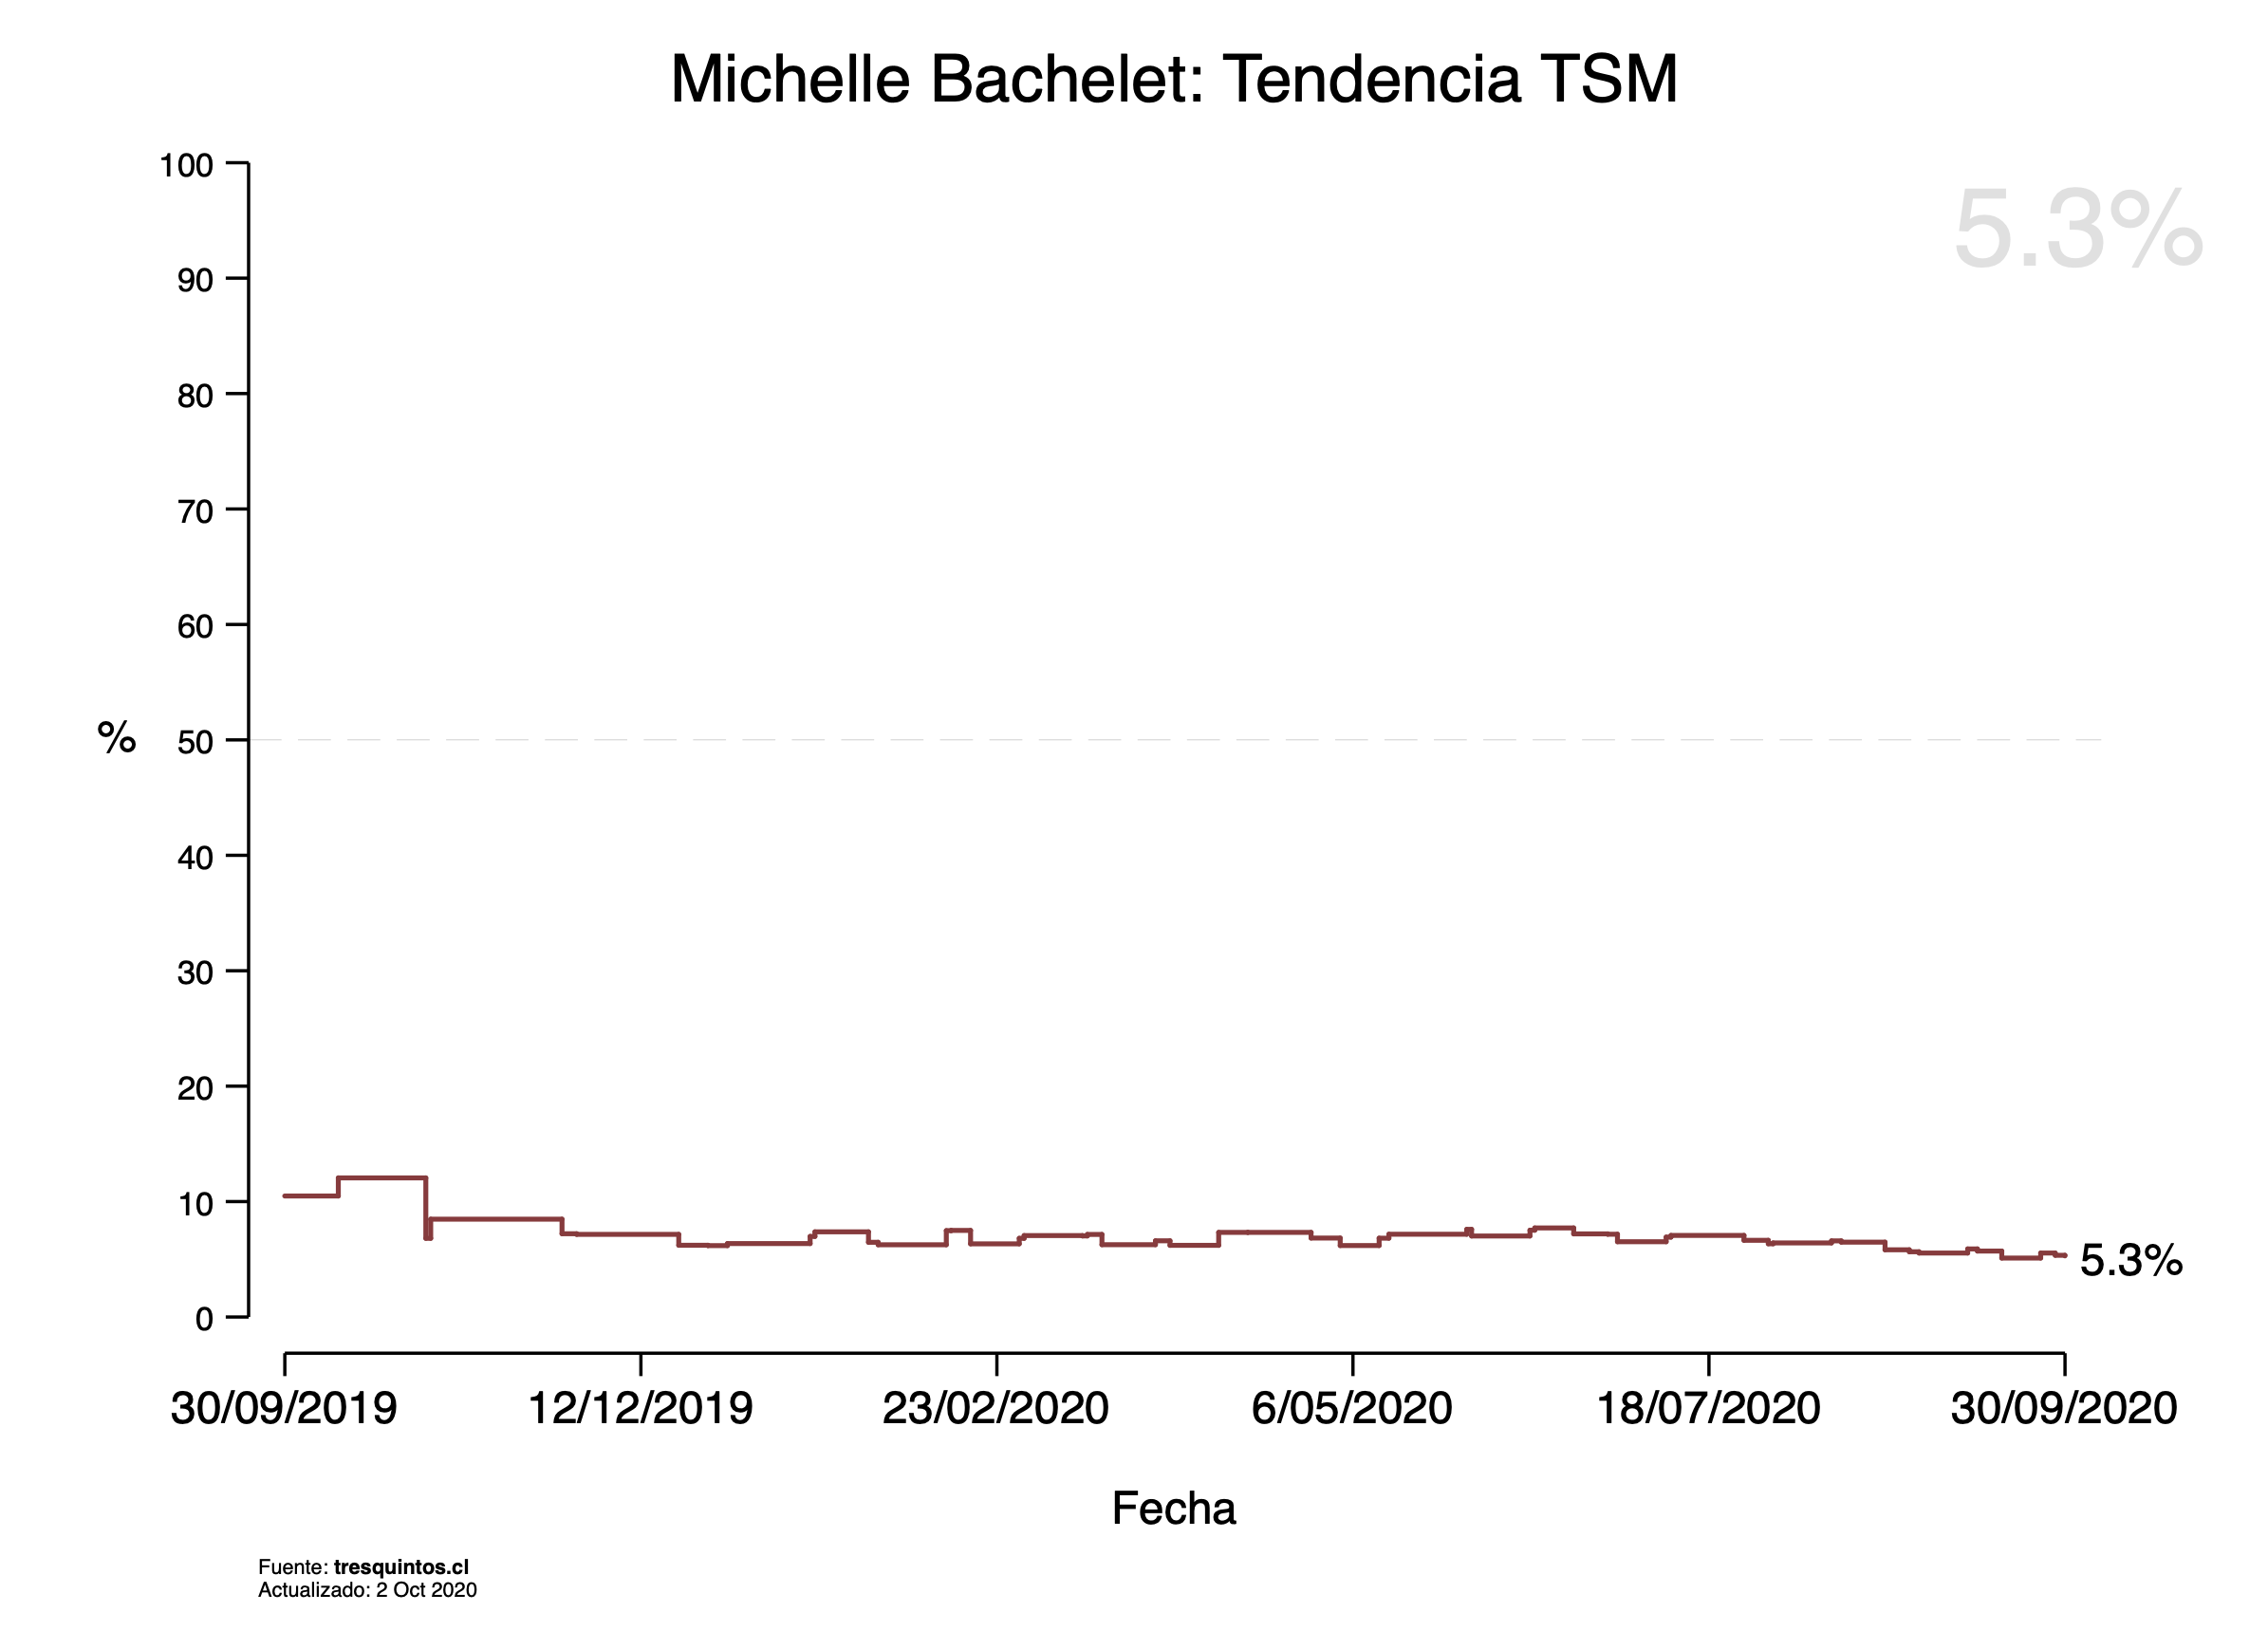 Michelle Bachelet: Tendencia TSM
5.3%
100
90
80
70
60
50
40
30
20
10
0
%
5.3%
30/09/2019 12/12/2019 23/02/2020 6/05/2020 18/07/2020 30/09/2020
Fecha
Fuente: tresquintos.cl
Actualizado: 2 Oct 2020